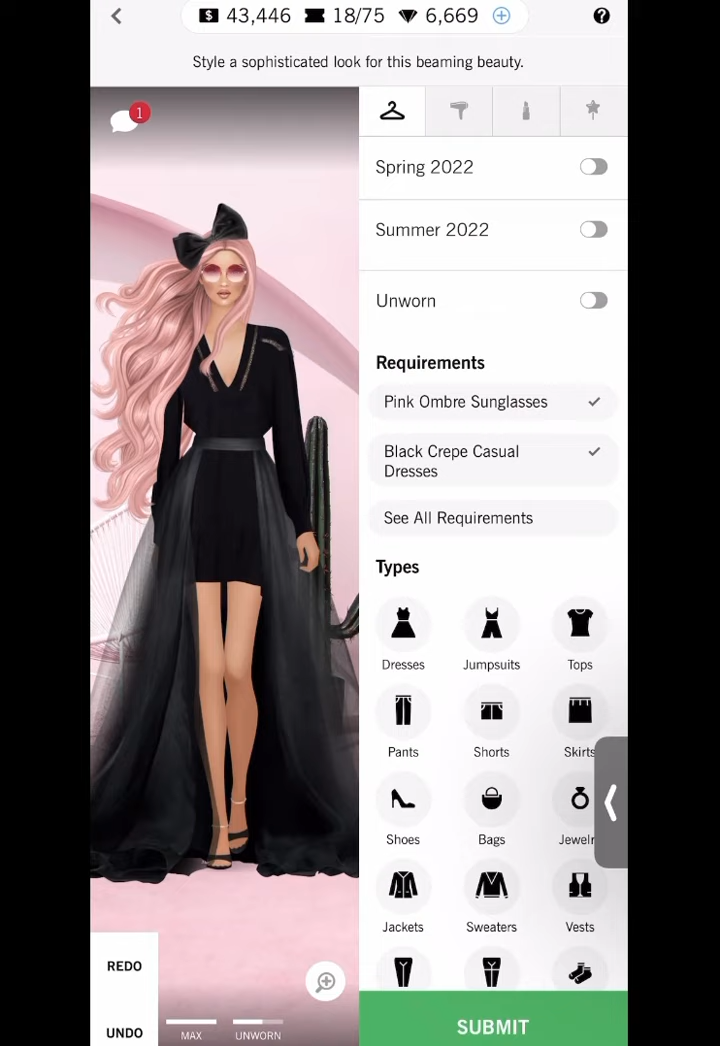 $ 43,446 18/75 6,669 ?
Style a sophisticated look for this beaming beauty.
1
Spring 2022
Summer 2022
Unworn
Requirements
Pink Ombre Sunglasses
Black Crepe Casual
Dresses
See All Requirements
Types
Dresses Jumpsuits Tops
Pants Shorts Skirts
Shoes Bags Jewelr
Jackets Sweaters Vests
REDO
UNDO
MAX UNWORN
SUBMIT